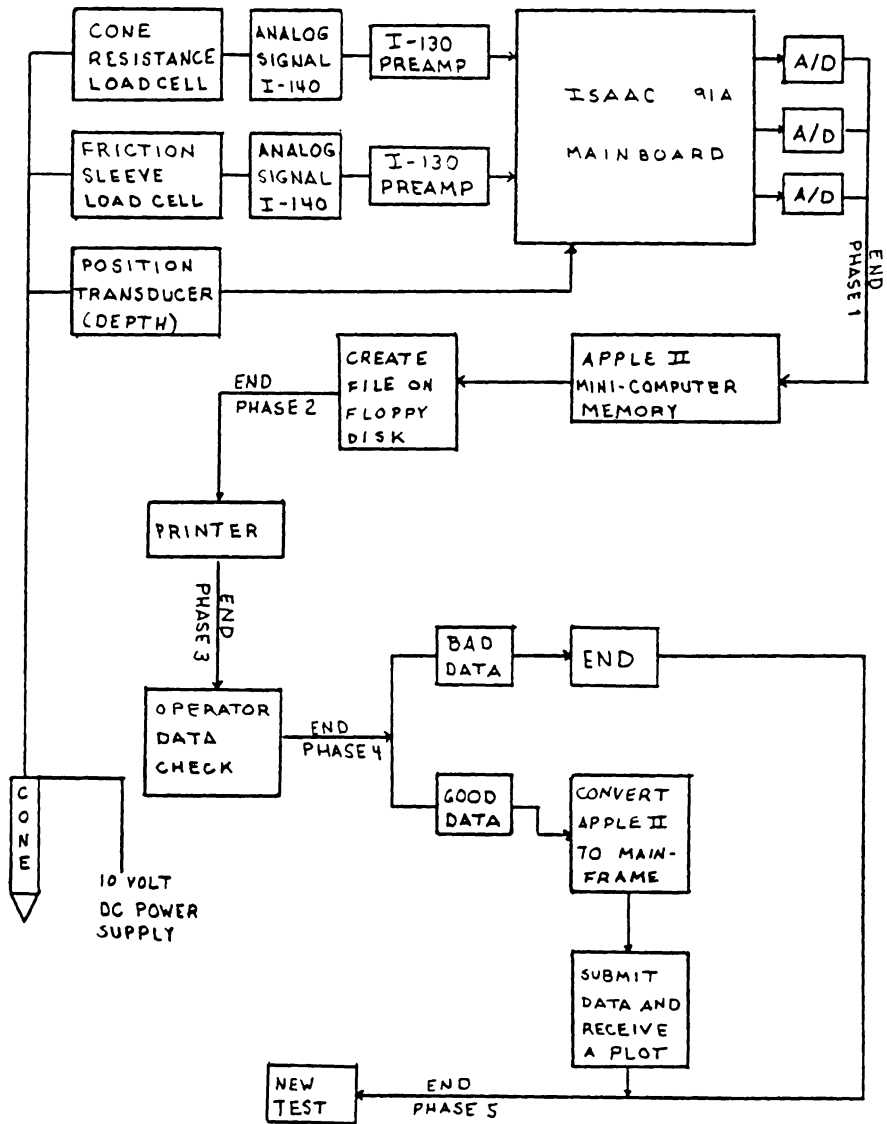 CONE
RESISTANCE
LOAD CELL
ANALOG
SIGNAL
I-140
I-130
PREAMP
ISAAC 91A
MAINBOARD
A/D
A/D
A/D
FRICTION
SLEEVE
LOAD CELL
ANALOG
SIGNAL
I-140
I-130
PREAMP
POSITION
TRANSDUCER
(DEPTH)
END
PHASE 1
APPLE II
MINI-COMPUTER
MEMORY
CREATE
FILE ON
FLOPPY
DISK
END
PHASE 2
PRINTER
END
PHASE 3
OPERATOR
DATA
CHECK
END
PHASE 4
BAD
DATA
END
GOOD
DATA
CONVERT
APPLE II
TO MAIN-
FRAME
CONE
10 VOLT
DC POWER
SUPPLY
SUBMIT
DATA AND
RECEIVE
A PLOT
END
PHASE 5
NEW
TEST